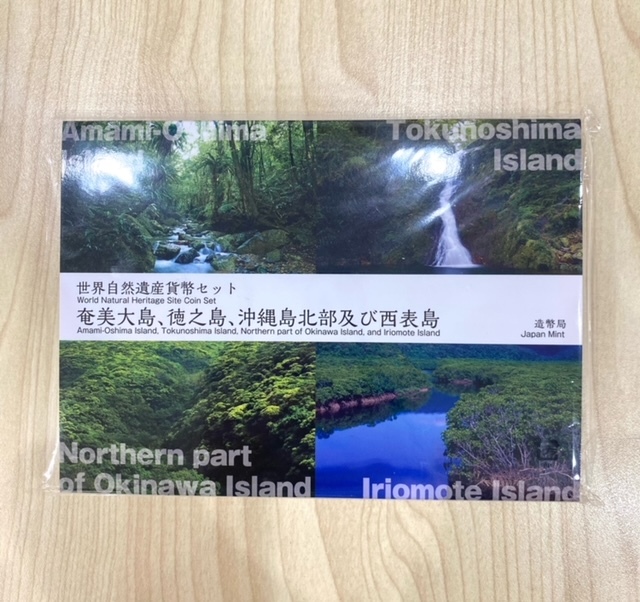 Amami-Oshima
Island
Tokunoshima
Island
世界自然遺産貨幣セット
World Natural Heritage Site Coin Set
奄美大島、徳之島、沖縄島北部及び西表島
Amami-Oshima Island, Tokunoshima Island, Northern part of Okinawa Island, and Iriomote Island
造幣局
Japan Mint
Northern part
of Okinawa Island
Iriomote Island